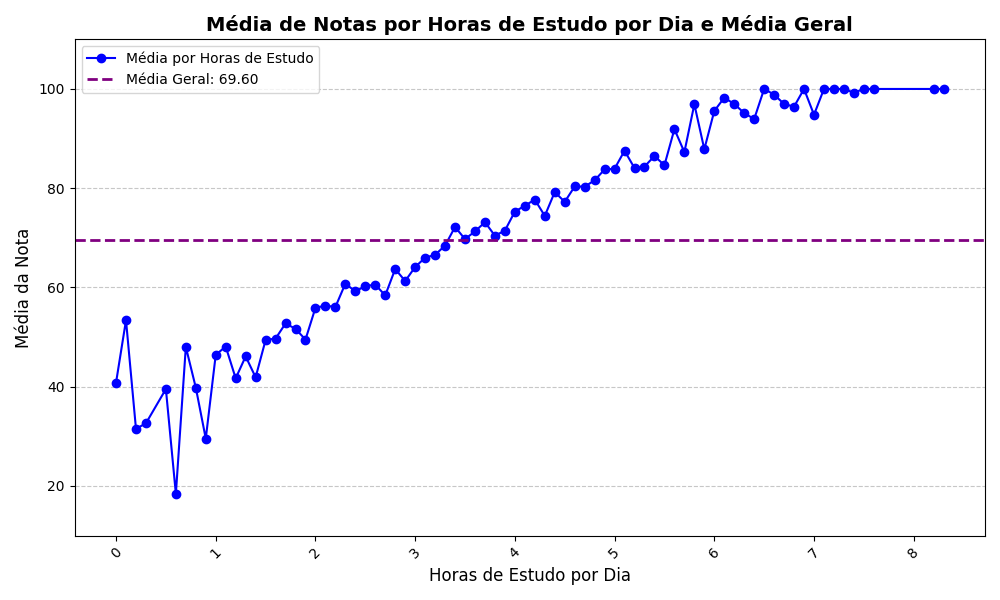 Média de Notas por Horas de Estudo por Dia e Média Geral
Média por Horas de Estudo
Média Geral: 69.60
Média da Nota
100
80
60
40
20
0
1
2
3
4
5
6
7
8
Horas de Estudo por Dia